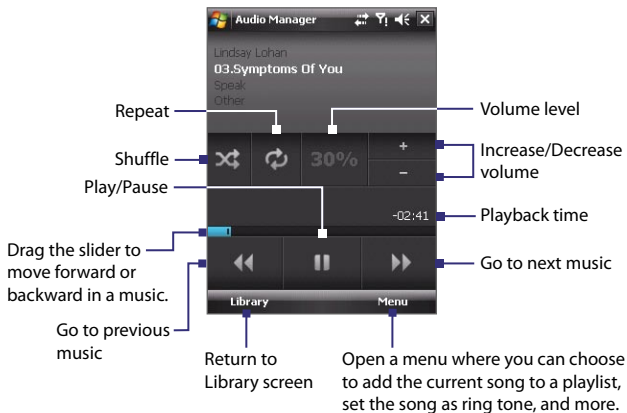 Audio Manager
Lindsay Lohan
03.Symptoms Of You
Speak
Other
Repeat
Volume level
Shuffle
30%
+
-
Increase/Decrease
volume
Play/Pause
-02:41
Playback time
Drag the slider to
move forward or
backward in a music.
Go to next music
Go to previous
music
Library
Menu
Return to
Library screen
Open a menu where you can choose
to add the current song to a playlist,
set the song as ring tone, and more.